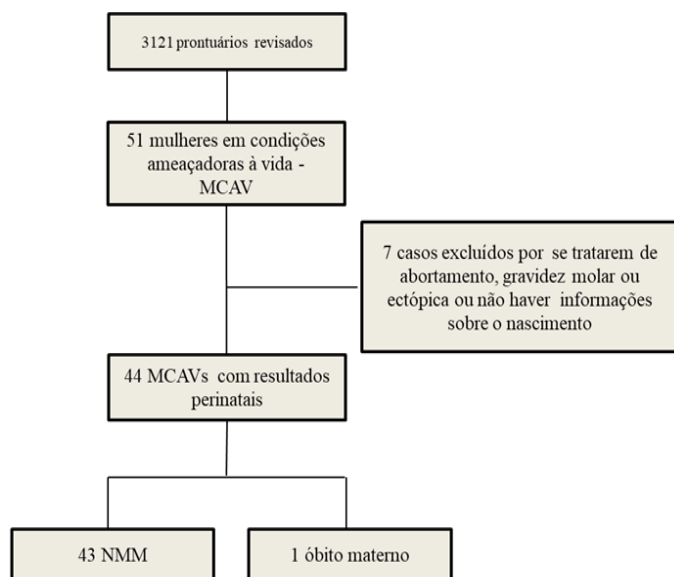 3121 prontuários revisados
51 mulheres em condições
ameaçadoras à vida -
MCAV
7 casos excluídos por se tratarem de
abortamento, gravidez molar ou
ectópica ou não haver informações
sobre o nascimento
44 MCAVs com resultados
perinatais
43 NMM
1 óbito materno